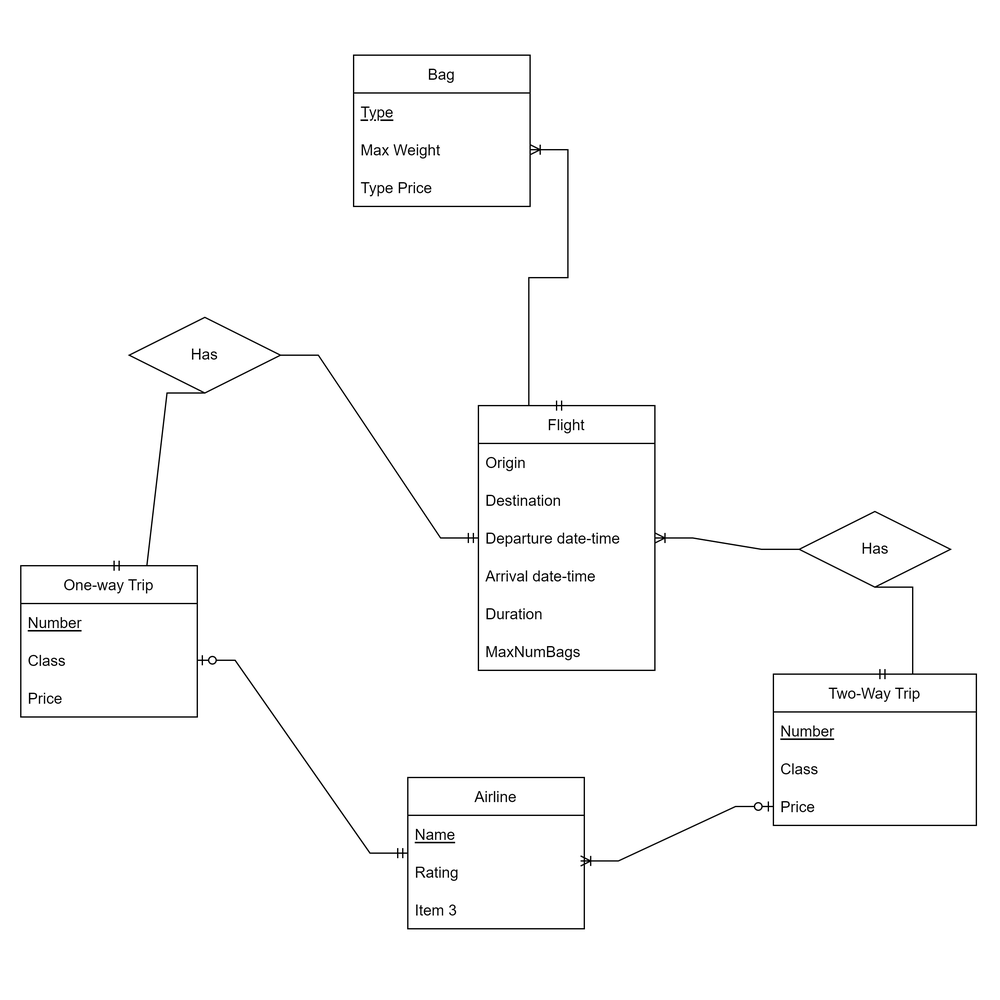 Bag
Type
Max Weight
Type Price
Has
Flight
Origin
Destination
Departure date-time
Arrival date-time
Duration
MaxNumBags
Has
One-way Trip
Number
Class
Price
Two-Way Trip
Number
Class
Price
Airline
Name
Rating
Item 3